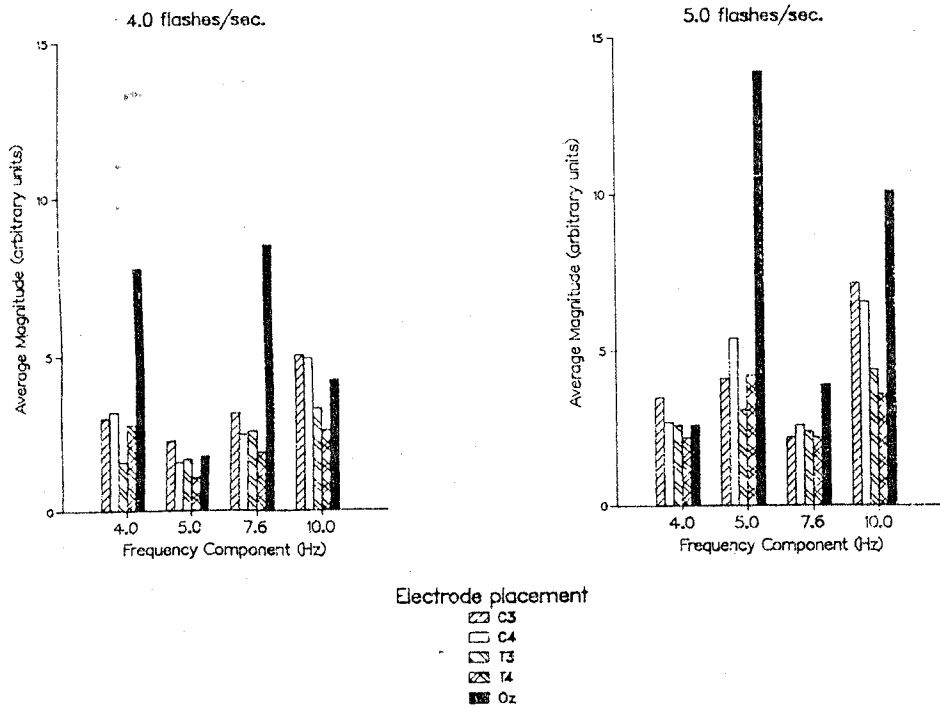 4.0 flashes/sec.
15
10
5
0
Average Magnitude (arbitrary units)
4.0 5.0 7.6 10.0
Frequency Component (Hz)
5.0 flashes/sec.
15
10
5
0
Average Magnitude (arbitrary units)
4.0 5.0 7.6 10.0
Frequency Component (Hz)
Electrode placement
C3
C4
T3
T4
Oz